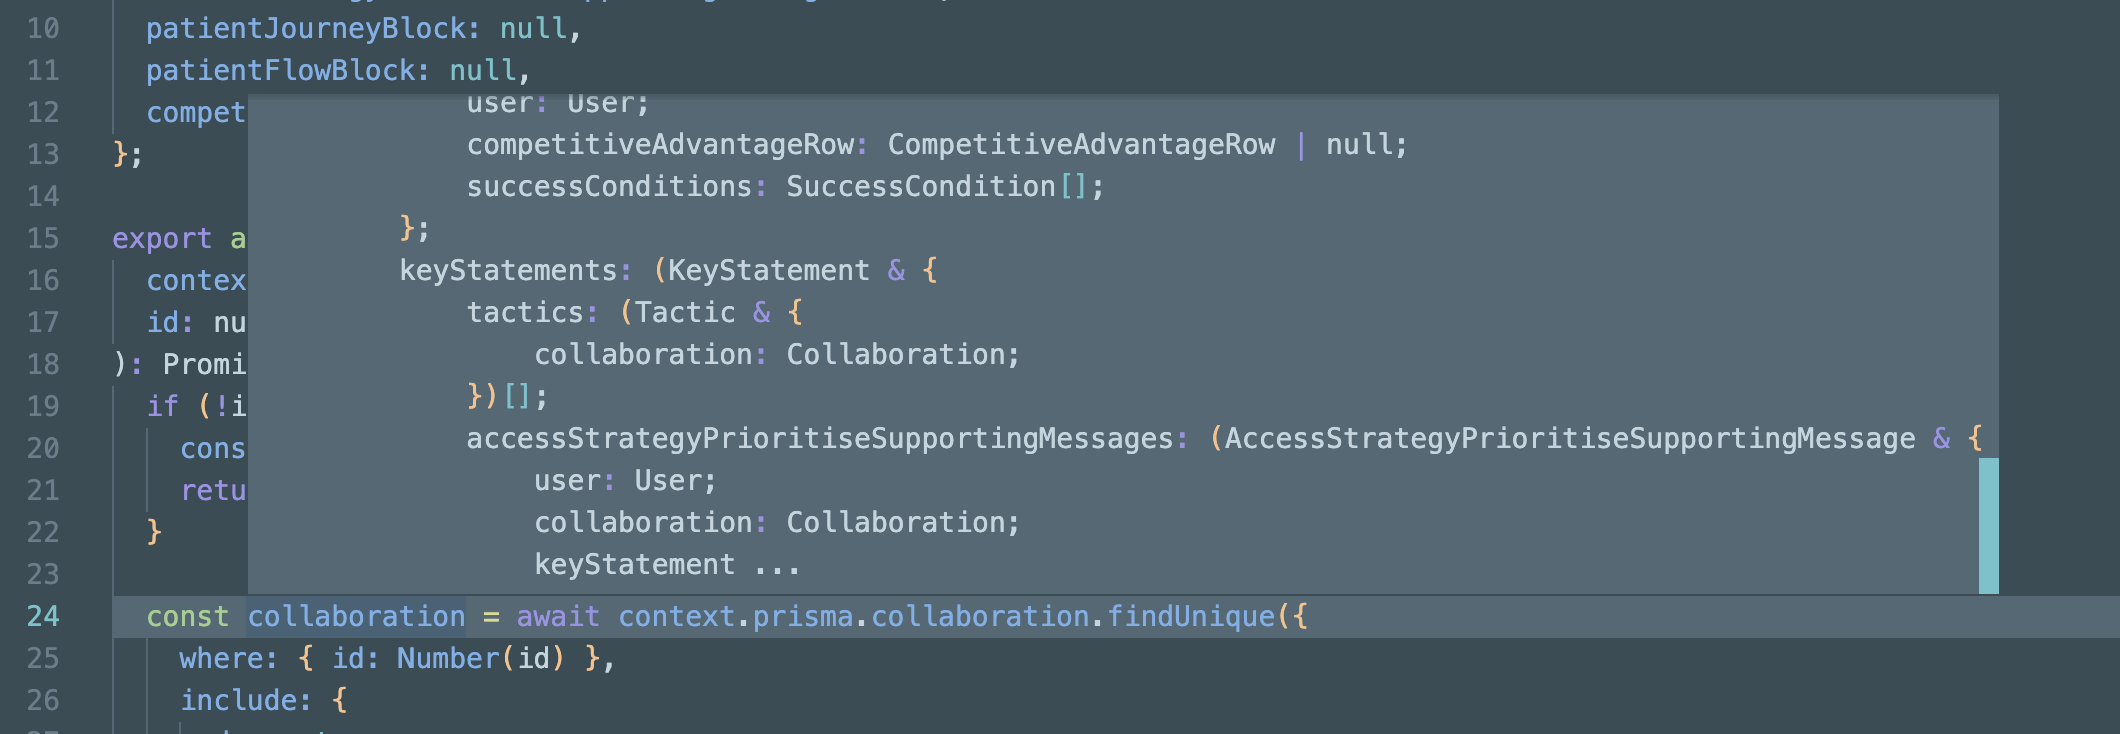 10 patientJourneyBlock: null,
11 patientFlowBlock: null,
12 compet
user: User;
competitiveAdvantageRow: CompetitiveAdvantageRow | null;
13 };
successConditions: SuccessCondition[];
14
};
15 export a
keyStatements: (KeyStatement & {
16 contex
tactics: (Tactic & {
17 id: nu
collaboration: Collaboration;
18 ): Promi
})[];
19 if (!i
accessStrategyPrioritiseSupportingMessages: (AccessStrategyPrioritiseSupportingMessage & {
20 cons
user: User;
21 retu
collaboration: Collaboration;
22 }
keyStatement ...
23
24 const collaboration = await context.prisma.collaboration.findUnique({
25 where: { id: Number(id) },
26 include: {